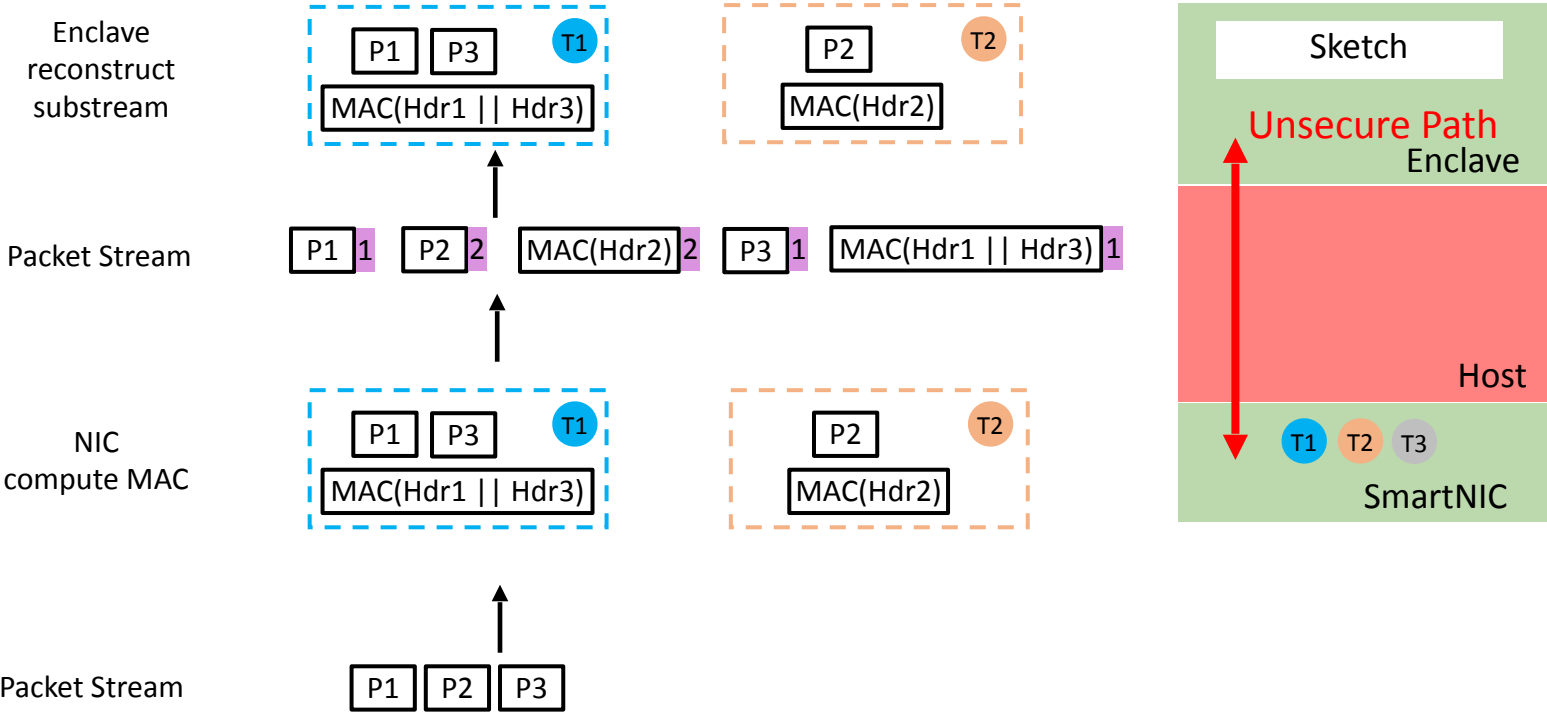 Enclave
reconstruct
substream
P1 P3 T1
MAC(Hdr1 || Hdr3)
P2 T2
MAC(Hdr2)
Packet Stream
P1 1 P2 2 MAC(Hdr2) 2 P3 1 MAC(Hdr1 || Hdr3) 1
NIC
compute MAC
P1 P3 T1
MAC(Hdr1 || Hdr3)
P2 T2
MAC(Hdr2)
Packet Stream
P1 P2 P3
Sketch
Unsecure Path
Enclave
Host
T1 T2 T3
SmartNIC